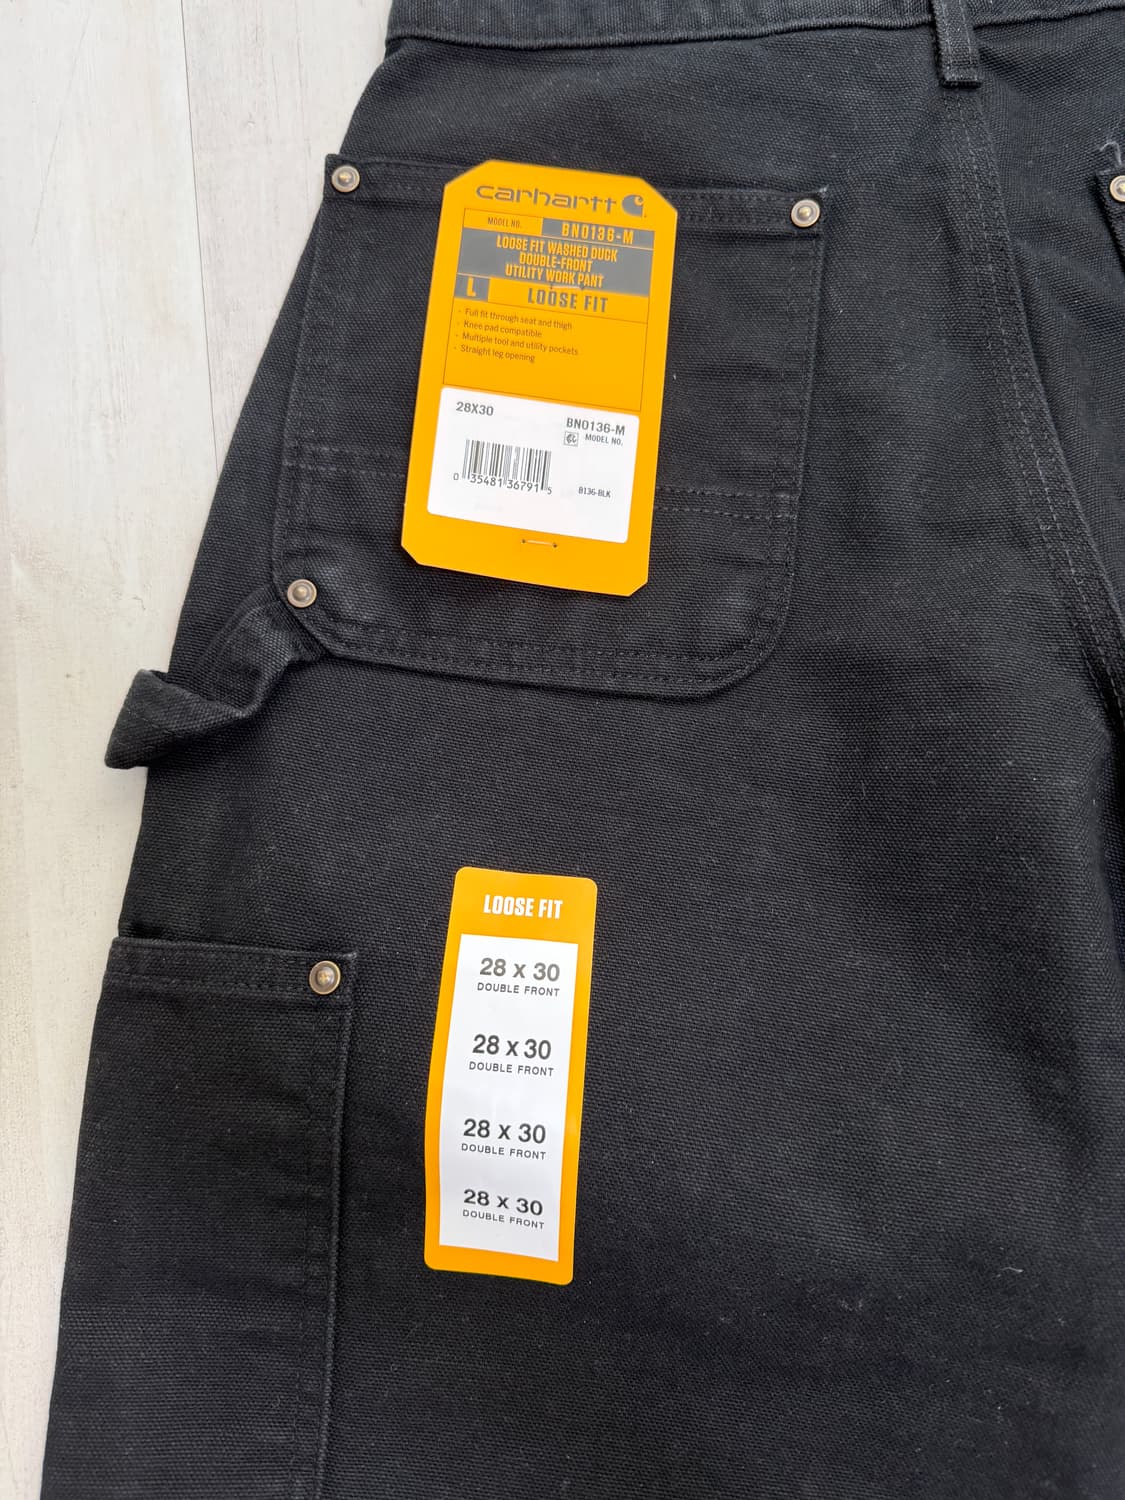 carhartt
MODEL NO. BN0136-M
LOOSE FIT WASHED DUCK
DOUBLE-FRONT
UTILITY WORK PANT
L LOOSE FIT
· Full fit through seat and thigh
· Knee pad compatible
· Multiple tool and utility pockets
· Straight leg opening
28X30
BN0136-M
MODEL NO.
0 35481 36791 5
B136-BLK
LOOSE FIT
28 x 30
DOUBLE FRONT
28 x 30
DOUBLE FRONT
28 x 30
DOUBLE FRONT
28 x 30
DOUBLE FRONT